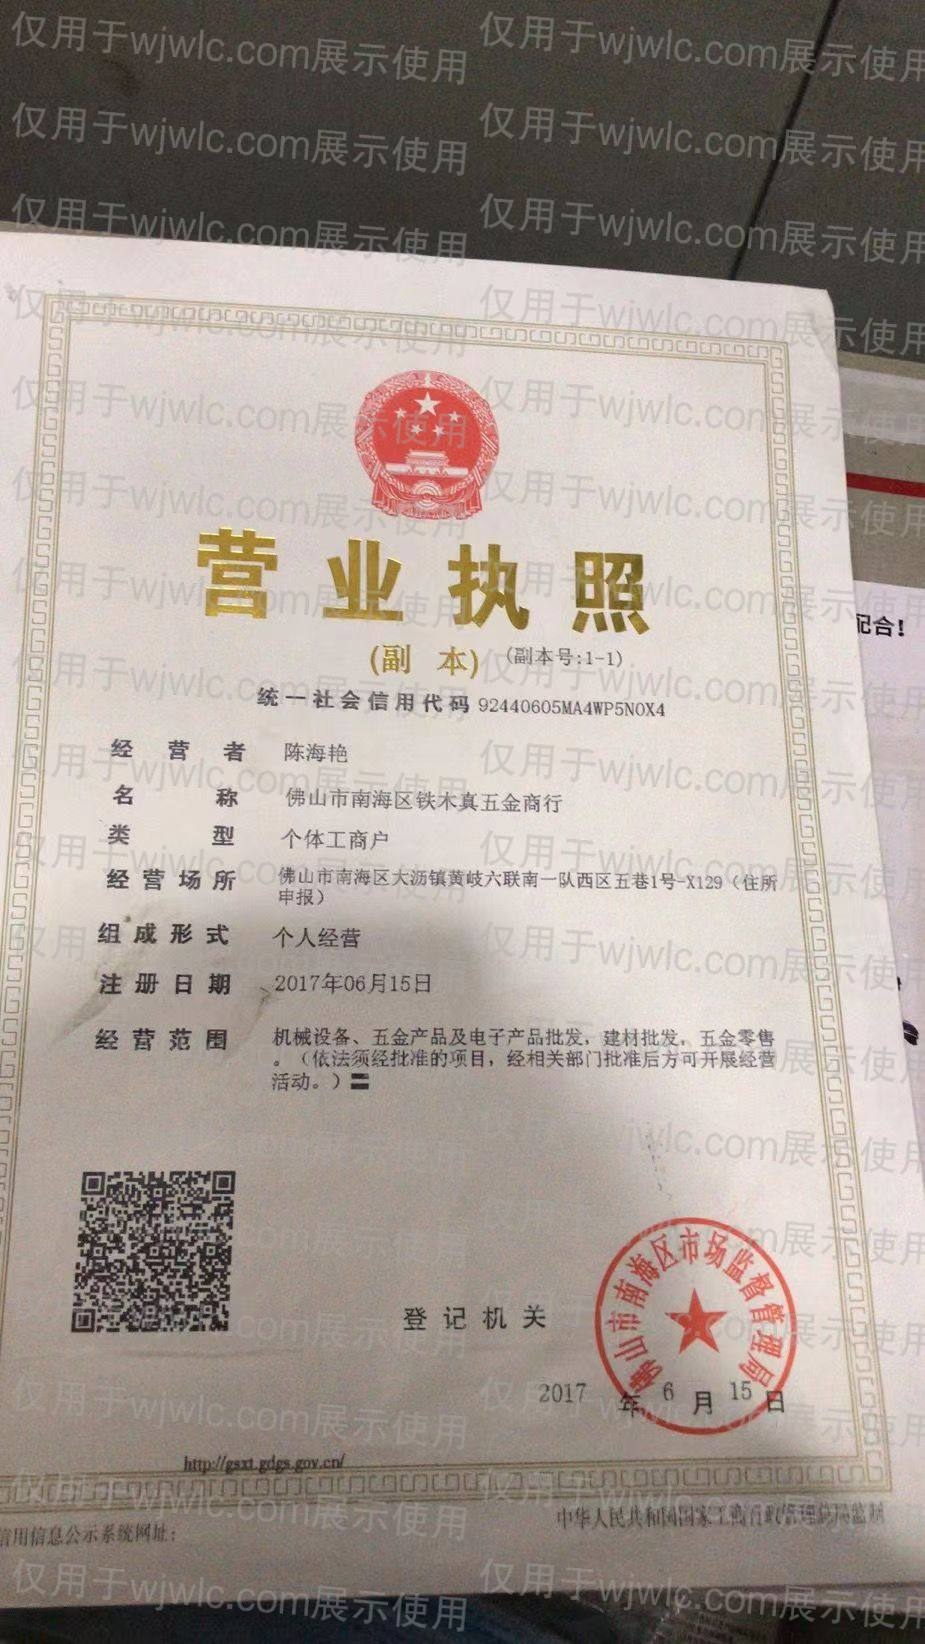 仅用于wjwlc.com展示使用
营业执照
(副 本) (副本号:1-1)
统一社会信用代码 92440605MA4WP5N0X4
经营者 陈海艳
名称 佛山市南海区铁木真五金商行
类型 个体工商户
经营场所 佛山市南海区大沥镇黄岐六联南一队西区五巷1号-X129（住所
申报）
组成形式 个人经营
注册日期 2017年06月15日
经营范围 机械设备、五金产品及电子产品批发，建材批发，五金零售
。（依法须经批准的项目，经相关部门批准后方可开展经营
活动。）〓
登记机关
佛山市南海区市场监督管理局
2017 年 6 月 15 日
http://gsxt.gdgs.gov.cn/
信用信息公示系统网址：
中华人民共和国国家工商行政管理总局监制
配合！